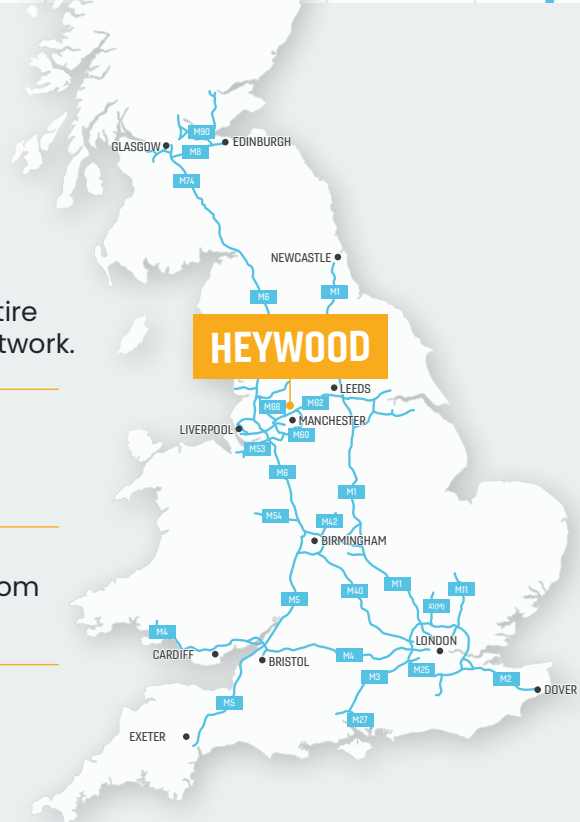 M90
GLASGOW
EDINBURGH
M8
M74
NEWCASTLE
M6
M1
tire
twork.
HEYWOOD
LEEDS
M66
M62
MANCHESTER
LIVERPOOL
M60
M53
M6
M1
M54
M42
BIRMINGHAM
om
M5
M40
M1
M11
A1(M)
M4
LONDON
CARDIFF
BRISTOL
M4
M25
M3
M2
DOVER
M5
M27
EXETER